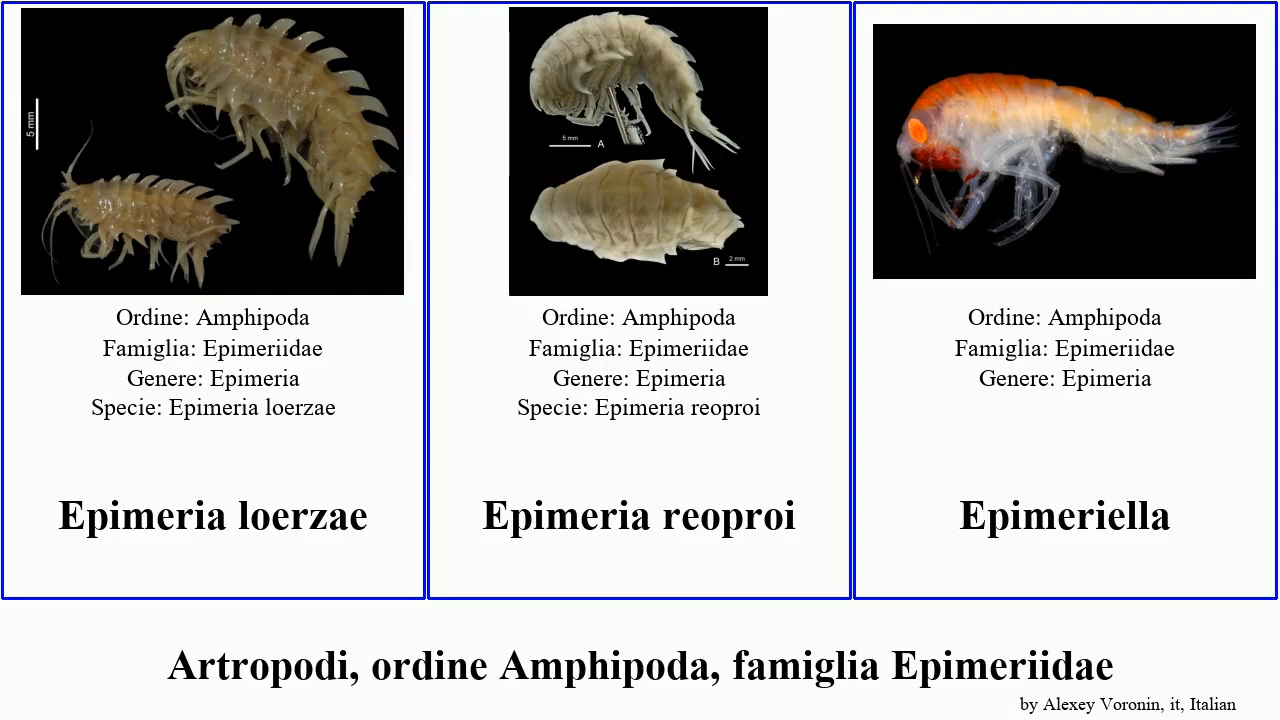 5 mm
Ordine: Amphipoda
Famiglia: Epimeriidae
Genere: Epimeria
Specie: Epimeria loerzae
Epimeria loerzae
5 mm
A
B
2 mm
Ordine: Amphipoda
Famiglia: Epimeriidae
Genere: Epimeria
Specie: Epimeria reoproi
Epimeria reoproi
Ordine: Amphipoda
Famiglia: Epimeriidae
Genere: Epimeria
Epimeriella
Artropodi, ordine Amphipoda, famiglia Epimeriidae
by Alexey Voronin, it, Italian